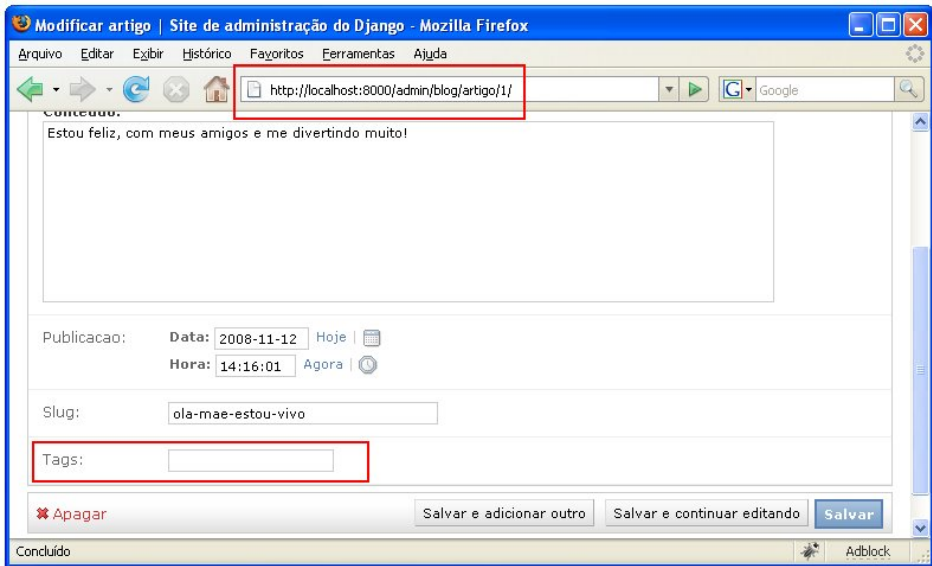 Modificar artigo | Site de administração do Django - Mozilla Firefox
Arquivo Editar Exibir Histórico Favoritos Ferramentas Ajuda
http://localhost:8000/admin/blog/artigo/1/ G Google
Conteudo:
Estou feliz, com meus amigos e me divertindo muito!
Publicacao: Data: 2008-11-12 Hoje |
Hora: 14:16:01 Agora |
Slug: ola-mae-estou-vivo
Tags:
Apagar Salvar e adicionar outro Salvar e continuar editando Salvar
Concluído Adblock